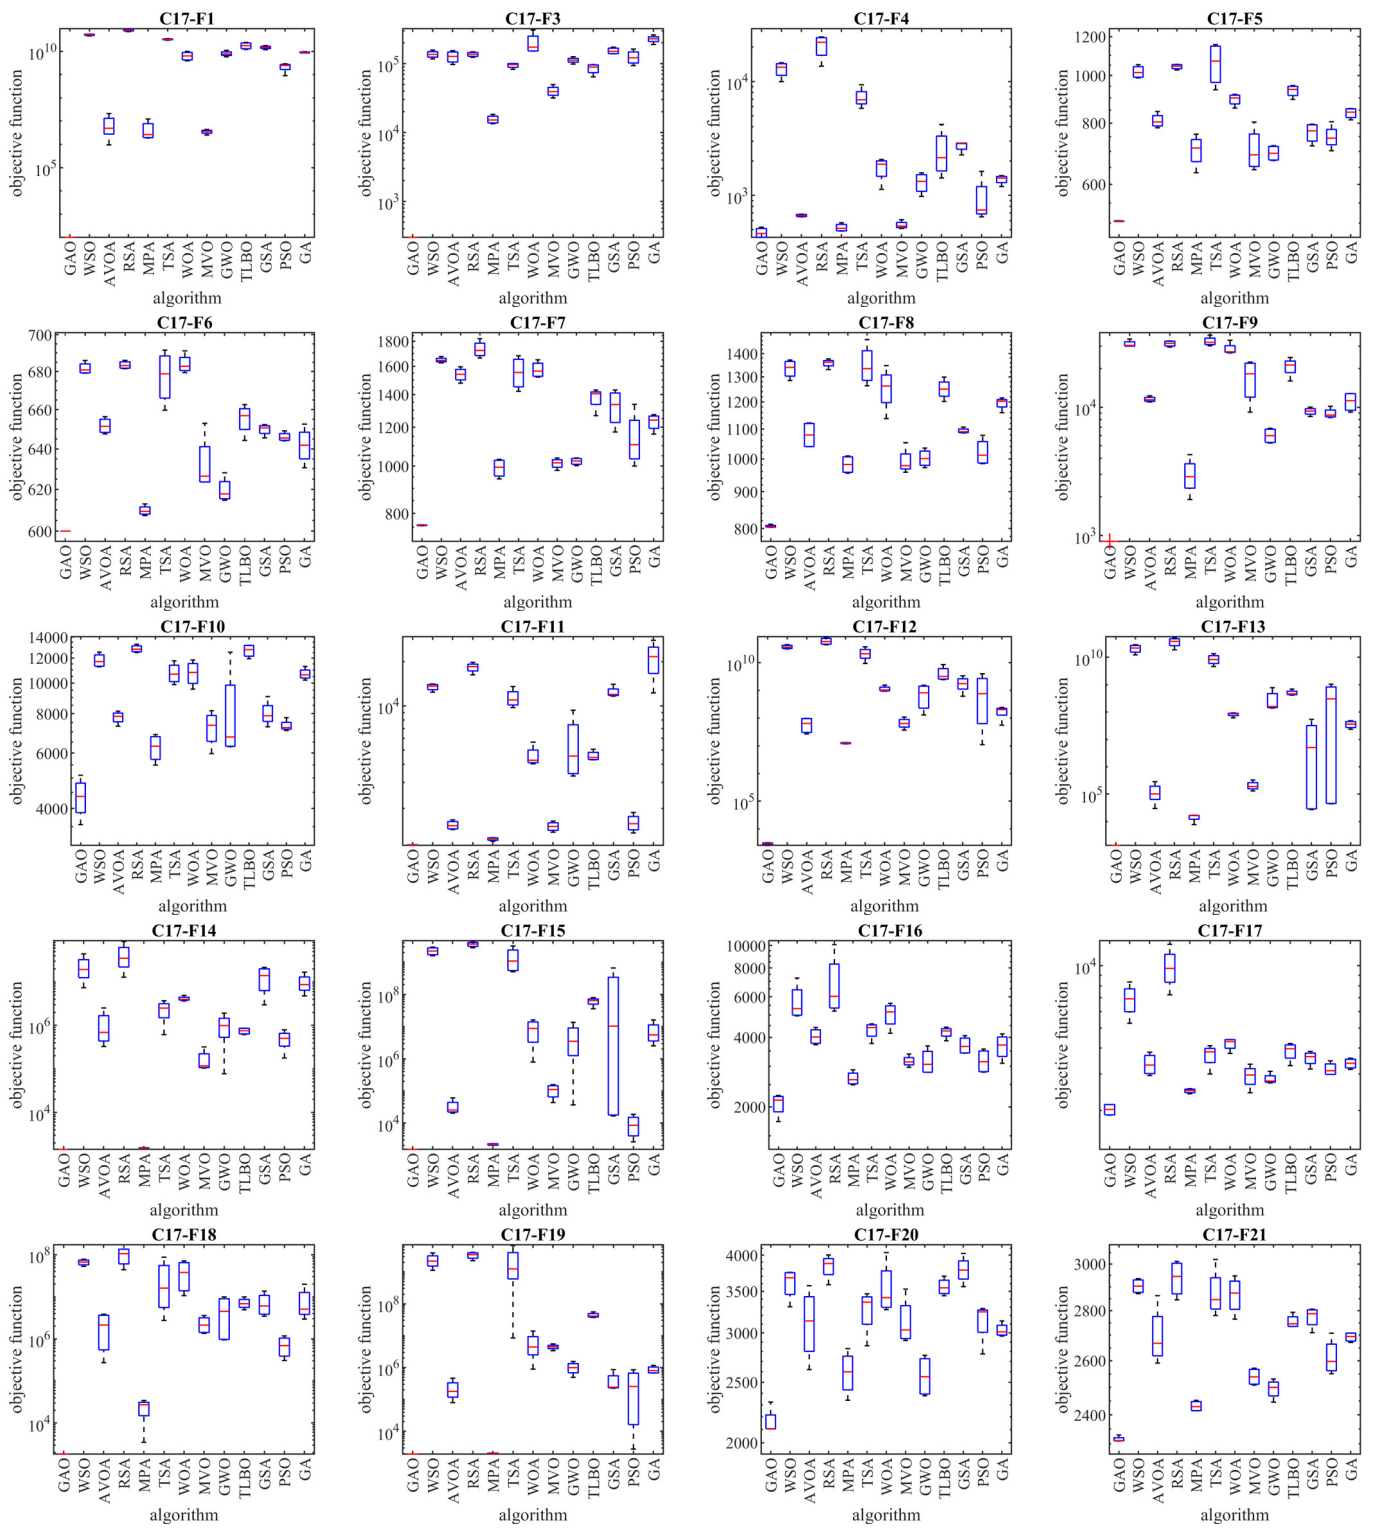 C17-F1 C17-F3 C17-F4 C17-F5
objective function
10^10
10^5
GAO WSO AVOA RSA MPA TSA WOA MVO GWO TLBO GSA PSO GA
algorithm
objective function
10^5
10^4
10^3
GAO WSO AVOA RSA MPA TSA WOA MVO GWO TLBO GSA PSO GA
algorithm
objective function
10^4
10^3
GAO WSO AVOA RSA MPA TSA WOA MVO GWO TLBO GSA PSO GA
algorithm
objective function
1200
1000
800
600
GAO WSO AVOA RSA MPA TSA WOA MVO GWO TLBO GSA PSO GA
algorithm
C17-F6 C17-F7 C17-F8 C17-F9
objective function
700
680
660
640
620
600
GAO WSO AVOA RSA MPA TSA WOA MVO GWO TLBO GSA PSO GA
algorithm
objective function
1800
1600
1400
1200
1000
800
GAO WSO AVOA RSA MPA TSA WOA MVO GWO TLBO GSA PSO GA
algorithm
objective function
1400
1300
1200
1100
1000
900
800
GAO WSO AVOA RSA MPA TSA WOA MVO GWO TLBO GSA PSO GA
algorithm
objective function
10^4
10^3
GAO WSO AVOA RSA MPA TSA WOA MVO GWO TLBO GSA PSO GA
algorithm
C17-F10 C17-F11 C17-F12 C17-F13
objective function
14000
12000
10000
8000
6000
4000
GAO WSO AVOA RSA MPA TSA WOA MVO GWO TLBO GSA PSO GA
algorithm
objective function
10^4
GAO WSO AVOA RSA MPA TSA WOA MVO GWO TLBO GSA PSO GA
algorithm
objective function
10^10
10^5
GAO WSO AVOA RSA MPA TSA WOA MVO GWO TLBO GSA PSO GA
algorithm
objective function
10^10
10^5
GAO WSO AVOA RSA MPA TSA WOA MVO GWO TLBO GSA PSO GA
algorithm
C17-F14 C17-F15 C17-F16 C17-F17
objective function
10^6
10^4
GAO WSO AVOA RSA MPA TSA WOA MVO GWO TLBO GSA PSO GA
algorithm
objective function
10^8
10^6
10^4
GAO WSO AVOA RSA MPA TSA WOA MVO GWO TLBO GSA PSO GA
algorithm
objective function
10000
8000
6000
4000
2000
GAO WSO AVOA RSA MPA TSA WOA MVO GWO TLBO GSA PSO GA
algorithm
objective function
10^4
GAO WSO AVOA RSA MPA TSA WOA MVO GWO TLBO GSA PSO GA
algorithm
C17-F18 C17-F19 C17-F20 C17-F21
objective function
10^8
10^6
10^4
GAO WSO AVOA RSA MPA TSA WOA MVO GWO TLBO GSA PSO GA
algorithm
objective function
10^8
10^6
10^4
GAO WSO AVOA RSA MPA TSA WOA MVO GWO TLBO GSA PSO GA
algorithm
objective function
4000
3500
3000
2500
2000
GAO WSO AVOA RSA MPA TSA WOA MVO GWO TLBO GSA PSO GA
algorithm
objective function
3000
2800
2600
2400
GAO WSO AVOA RSA MPA TSA WOA MVO GWO TLBO GSA PSO GA
algorithm